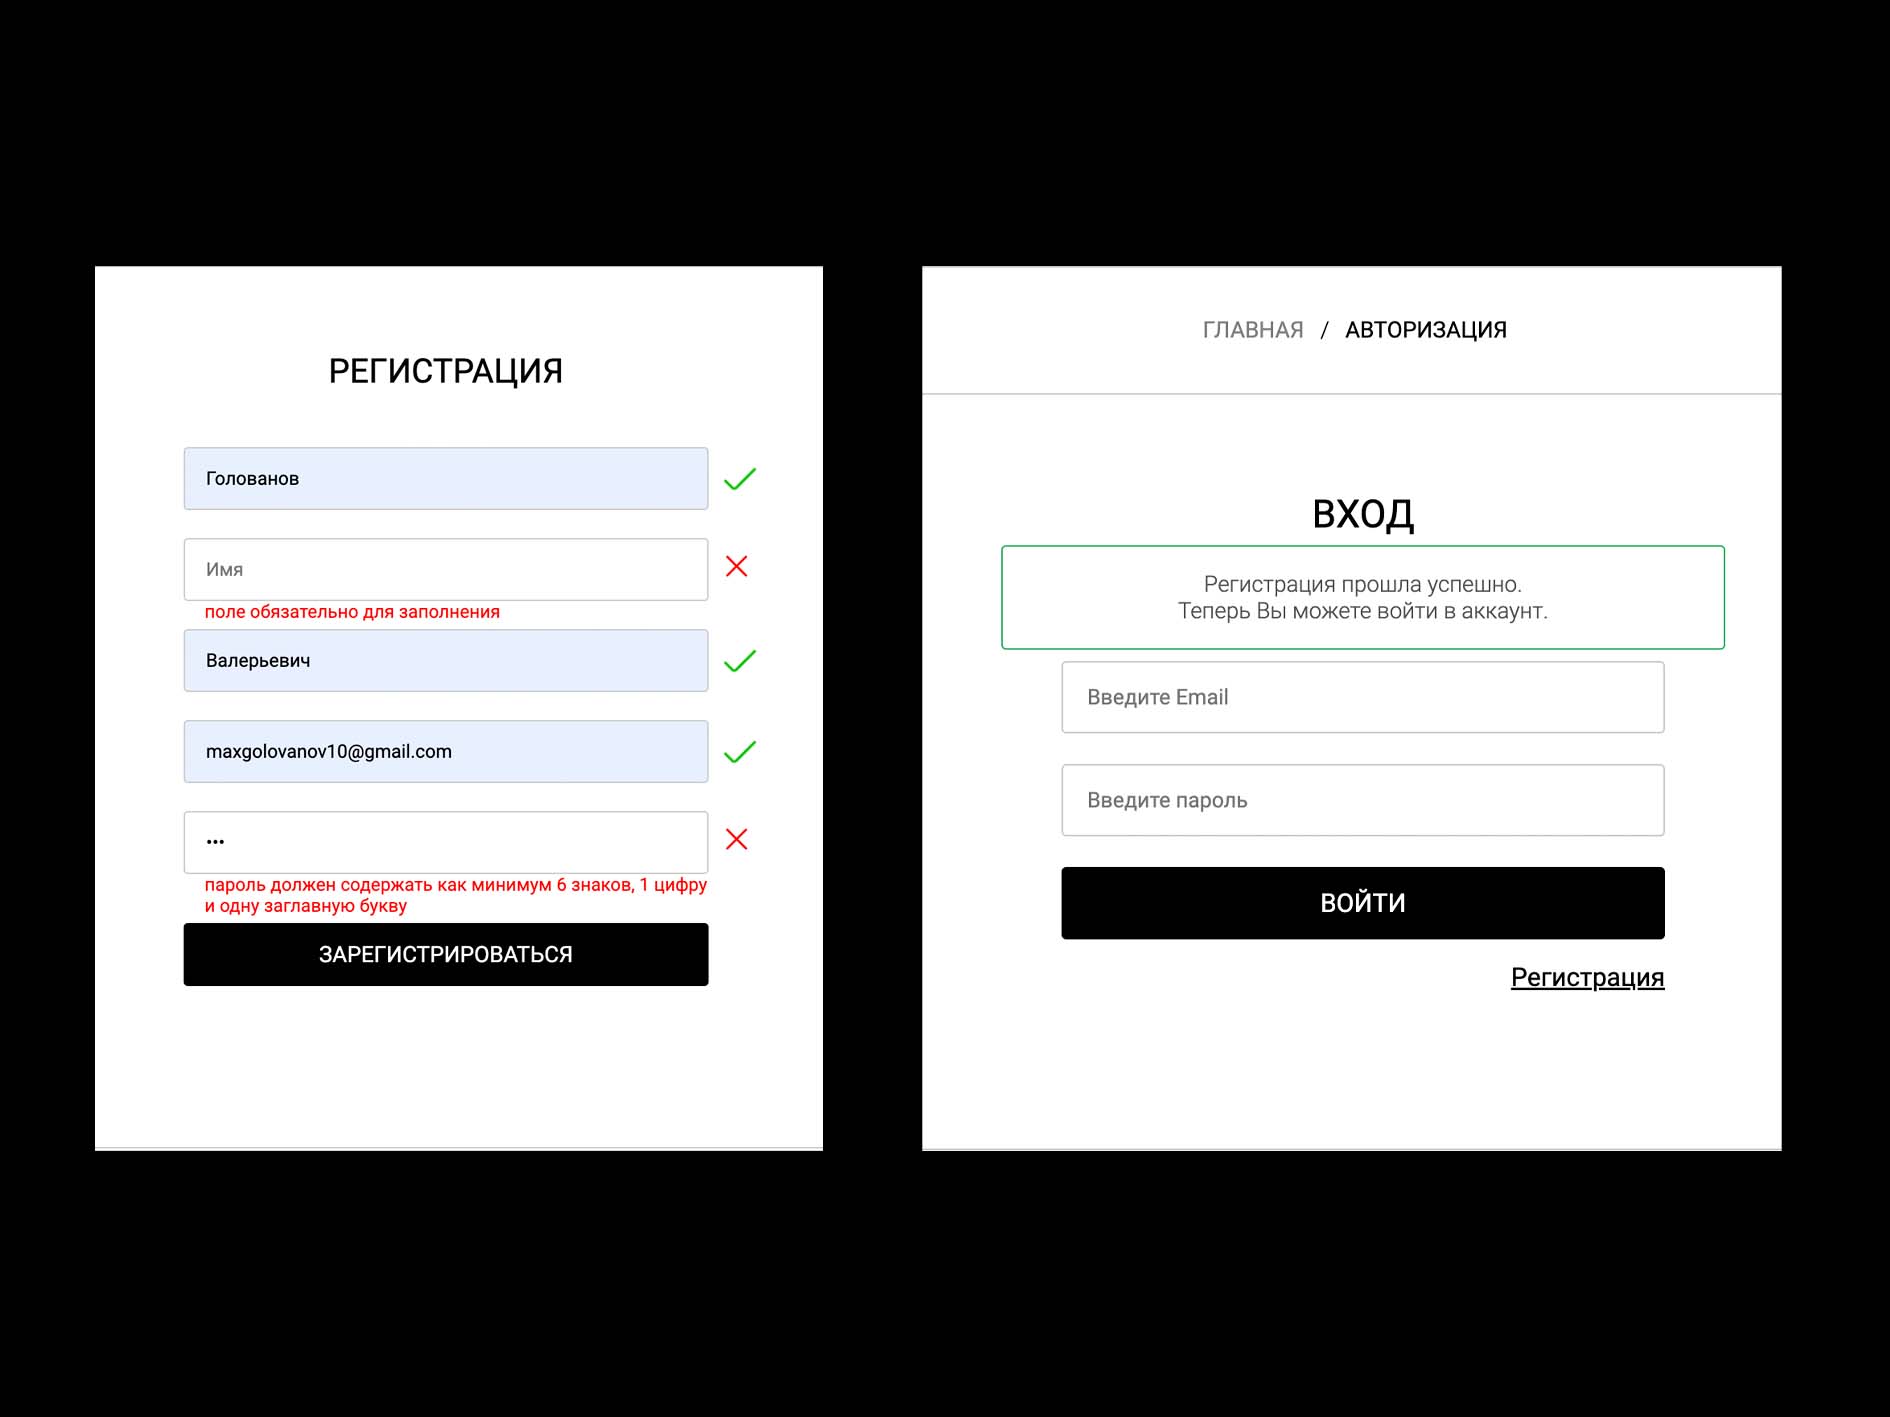 РЕГИСТРАЦИЯ
Голованов
Имя
поле обязательно для заполнения
Валерьевич
maxgolovanov10@gmail.com
•••
пароль должен содержать как минимум 6 знаков, 1 цифру
и одну заглавную букву
ЗАРЕГИСТРИРОВАТЬСЯ
ГЛАВНАЯ / АВТОРИЗАЦИЯ
ВХОД
Регистрация прошла успешно.
Теперь Вы можете войти в аккаунт.
Введите Email
Введите пароль
ВОЙТИ
Регистрация